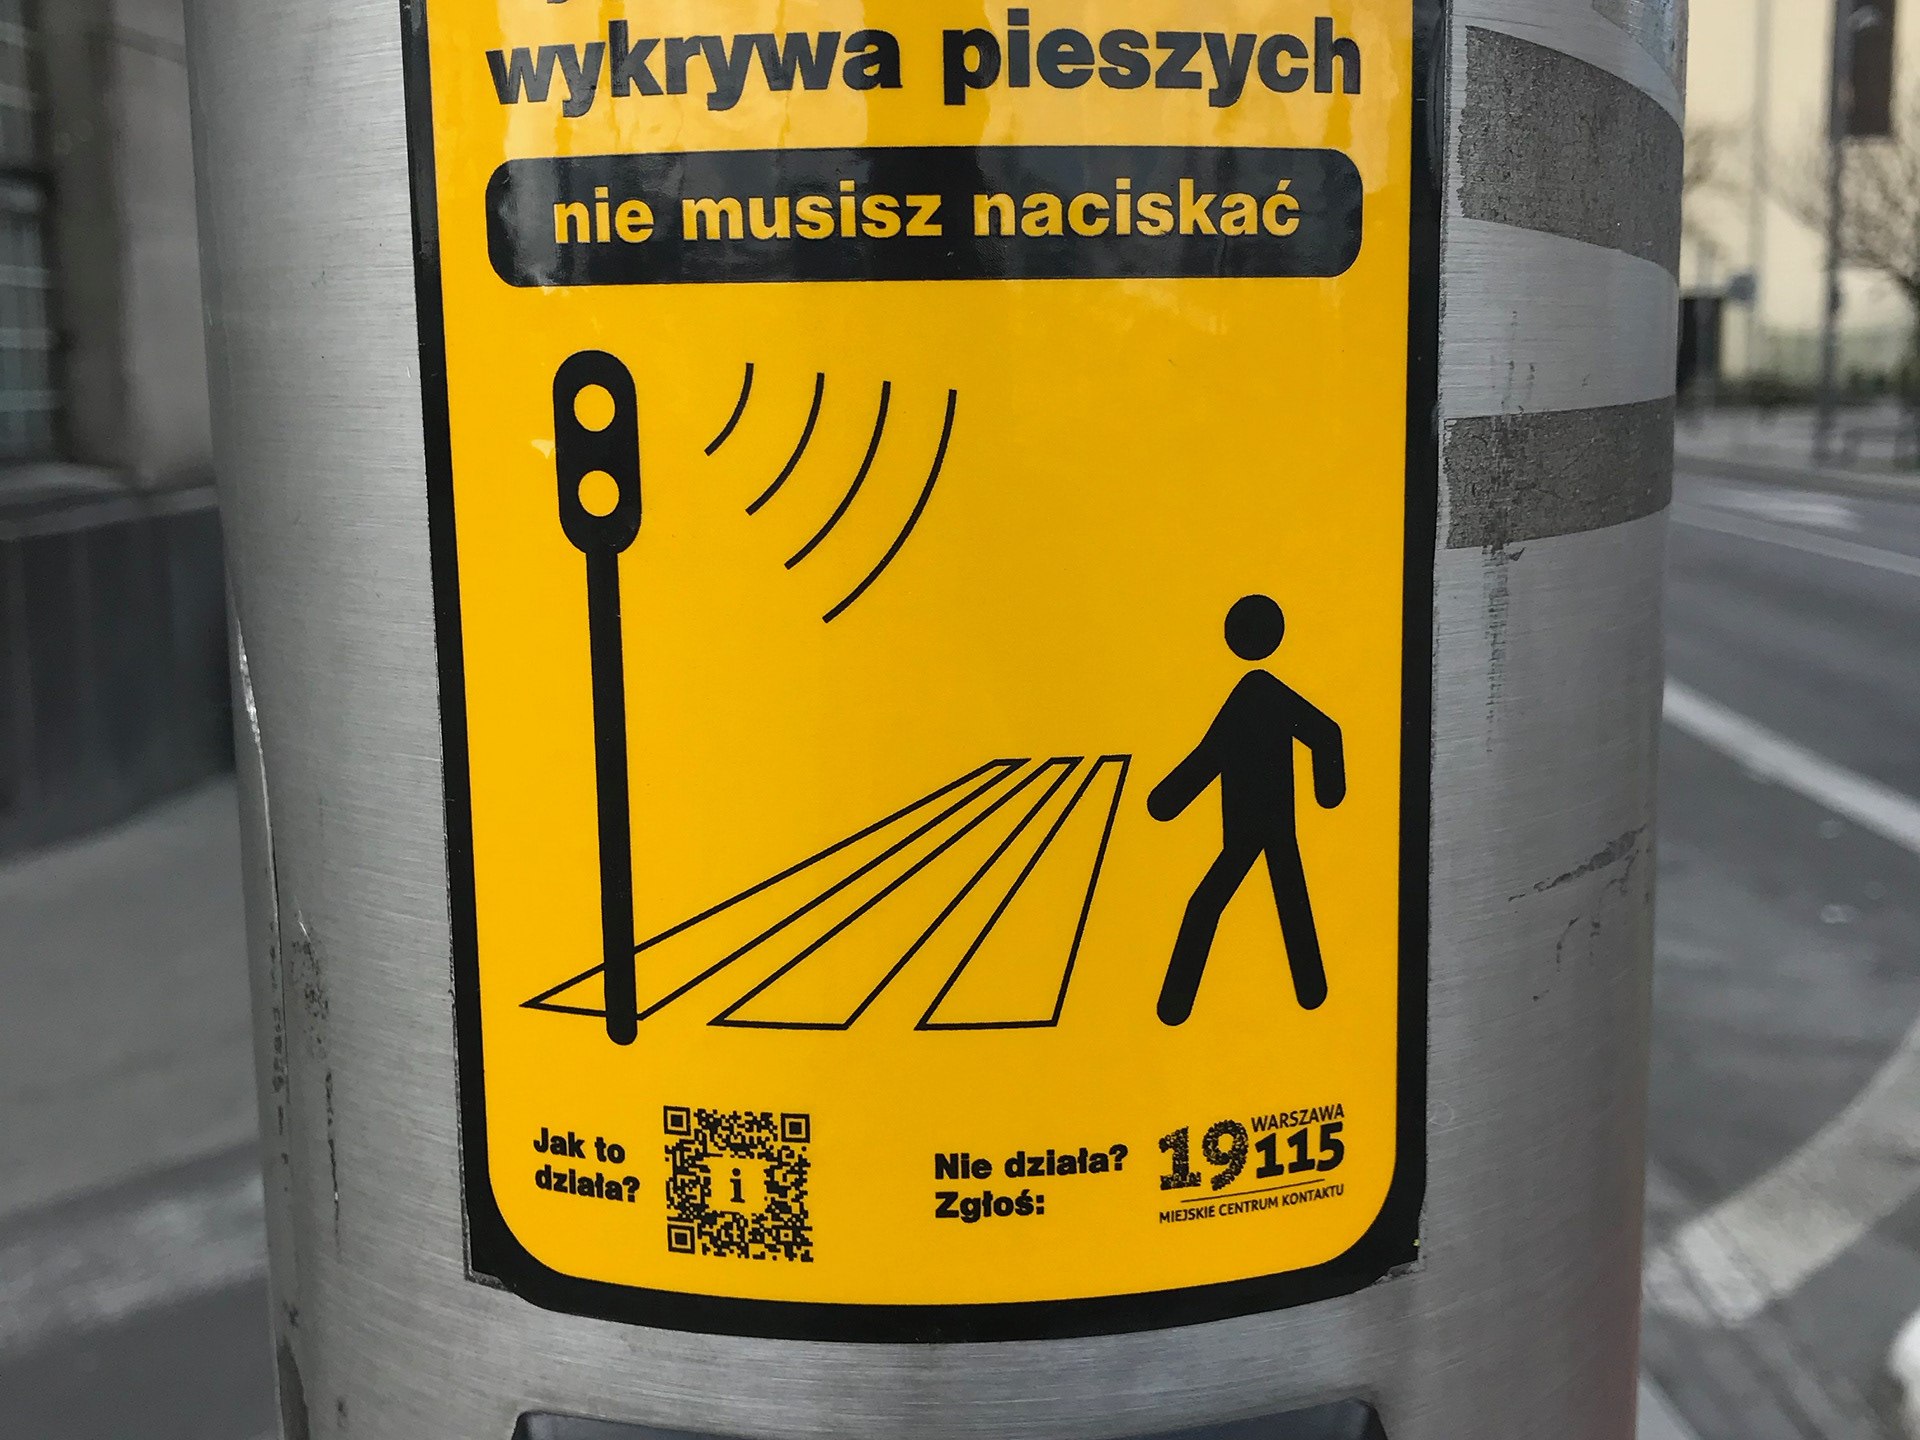 wykrywa pieszych
nie musisz naciskać
Jak to
działa?
i
Nie działa?
Zgłoś:
WARSZAWA
19115
MIEJSKIE CENTRUM KONTAKTU